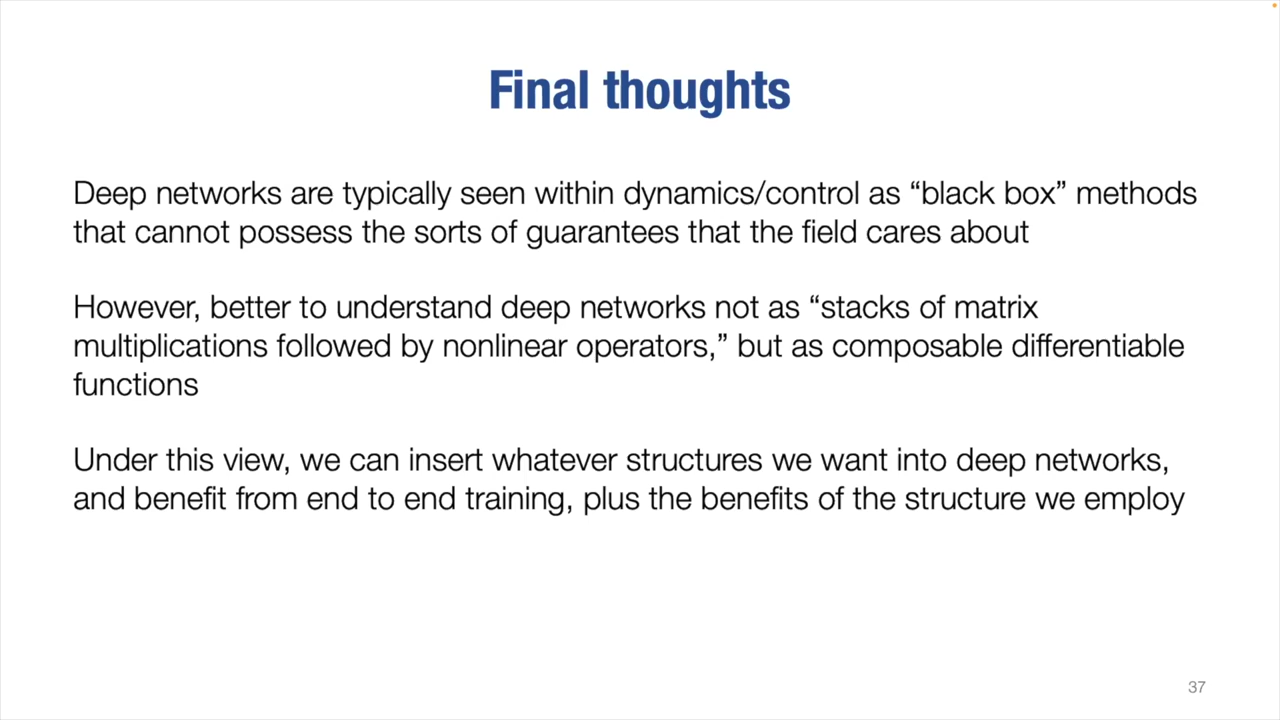 Final thoughts
Deep networks are typically seen within dynamics/control as “black box” methods
that cannot possess the sorts of guarantees that the field cares about
However, better to understand deep networks not as “stacks of matrix
multiplications followed by nonlinear operators,” but as composable differentiable
functions
Under this view, we can insert whatever structures we want into deep networks,
and benefit from end to end training, plus the benefits of the structure we employ
37